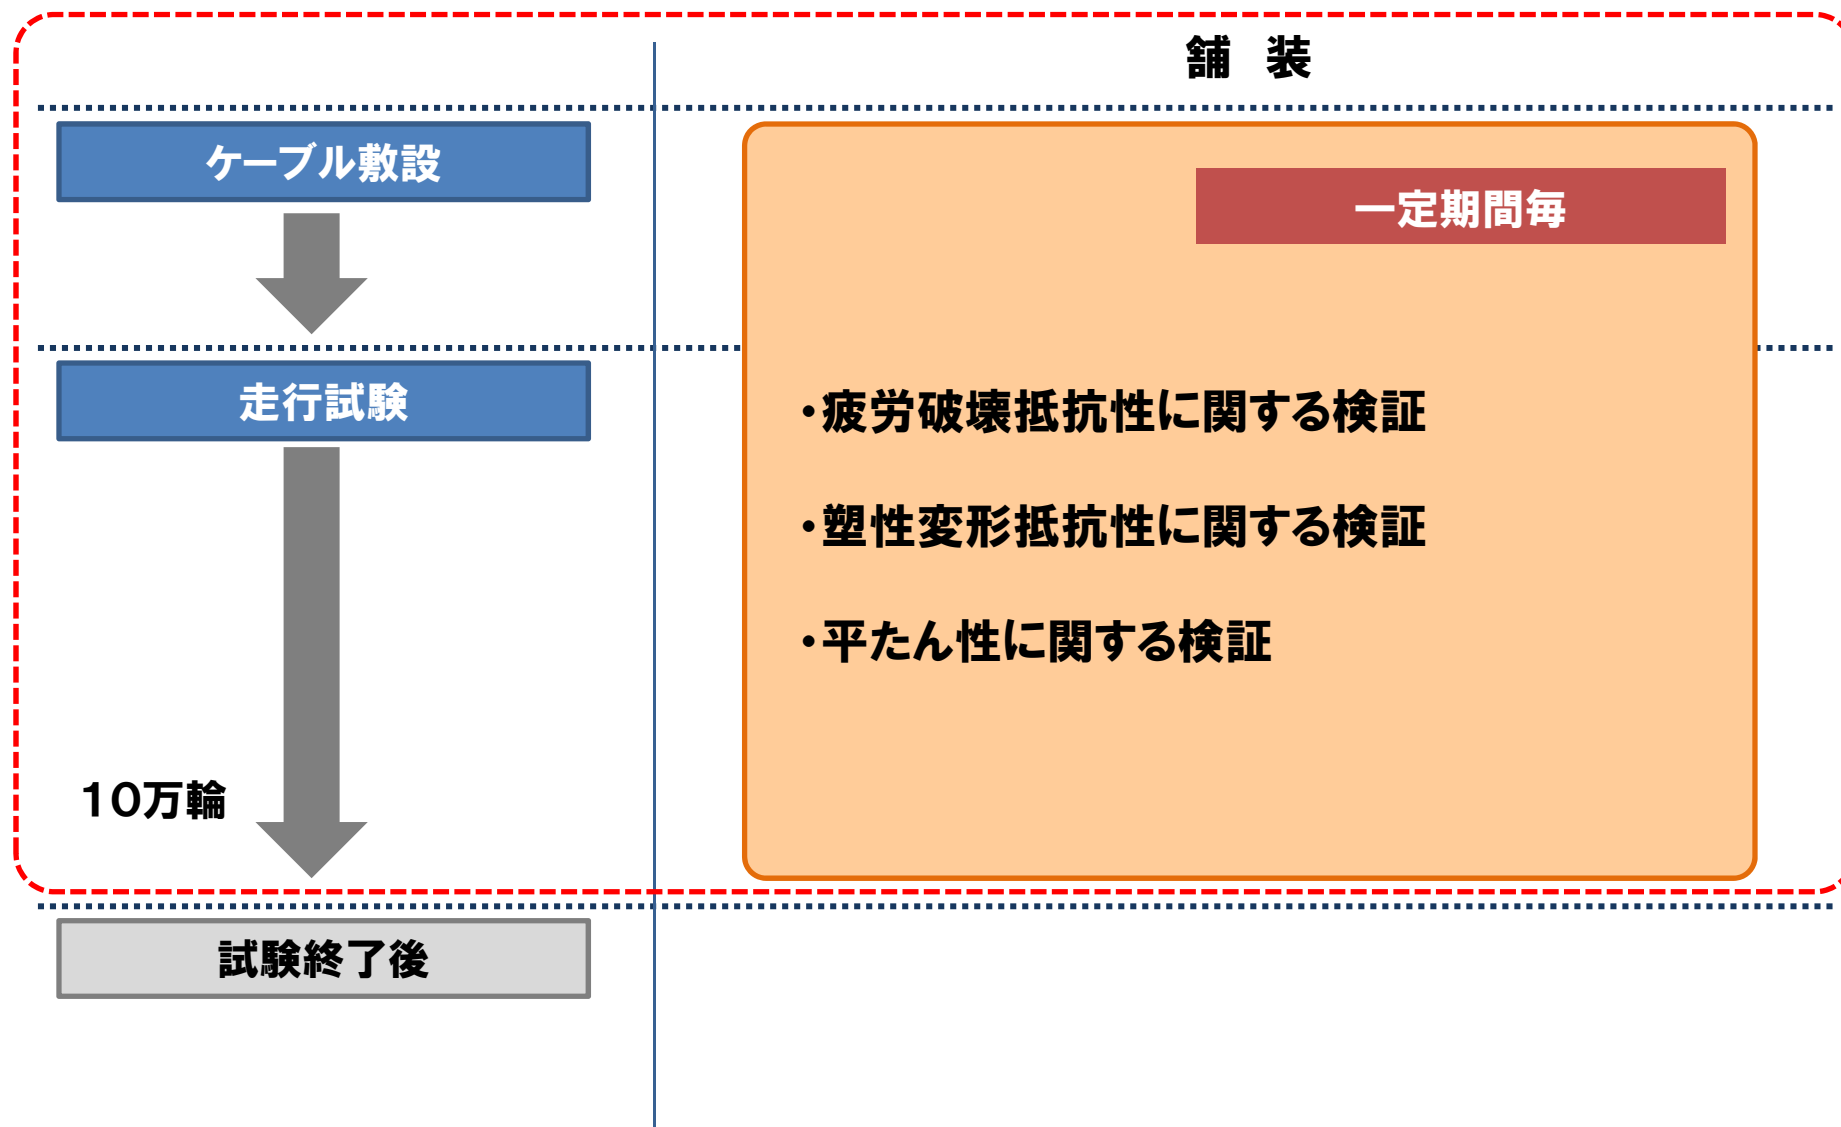 舗　装
ケーブル敷設
一定期間毎
走行試験
・疲労破壊抵抗性に関する検証
・塑性変形抵抗性に関する検証
・平たん性に関する検証
１０万輪
試験終了後